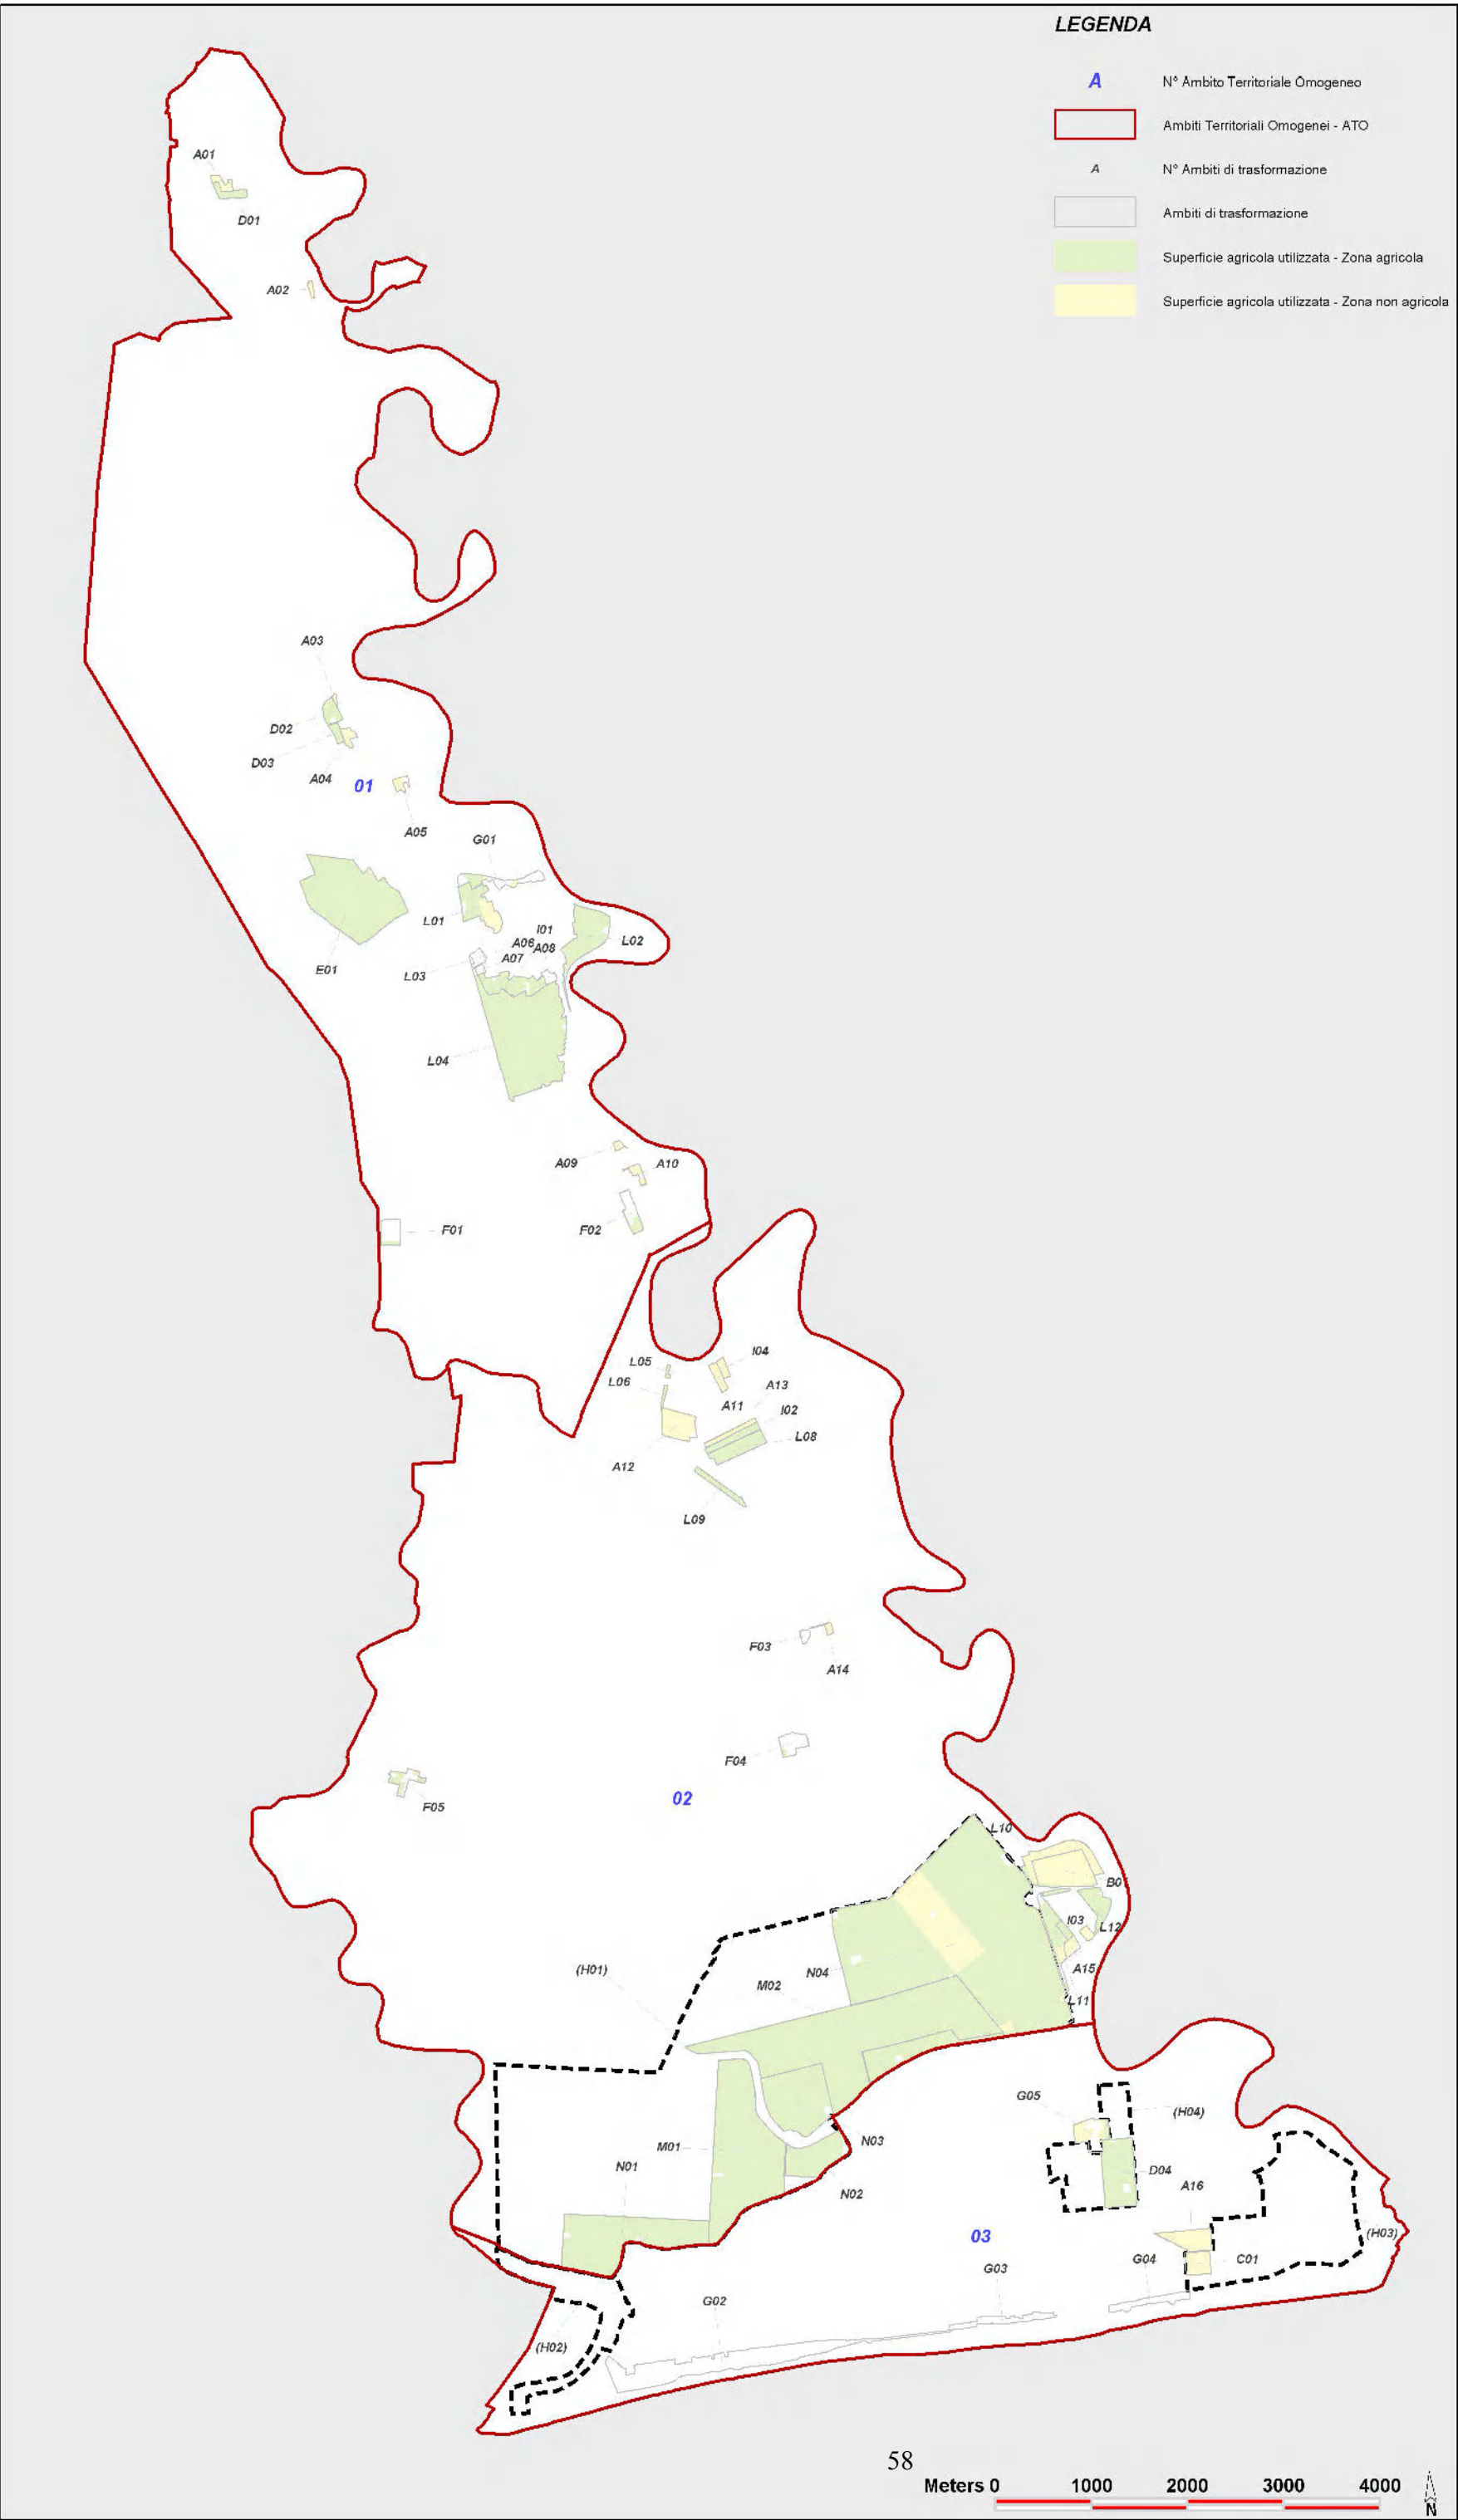 LEGENDA
A N° Ambito Territoriale Omogeneo
Ambiti Territoriali Omogenei - ATO
A N° Ambiti di trasformazione
Ambiti di trasformazione
Superficie agricola utilizzata - Zona agricola
Superficie agricola utilizzata - Zona non agricola
A01
D01
A02
A03
D02
D03
A04
01
A05
G01
L01
I01
A06
A08
L02
A07
E01
L03
L04
A09
A10
F01
F02
I04
L05
L06
A13
A11
I02
L08
A12
L09
F03
A14
F04
02
F05
L10
B0
I03
L12
(H01)
N04
A15
M02
L11
G05
(H04)
N03
M01
N01
D04
A16
N02
03
(H03)
G04
C01
G03
G02
(H02)
58
Meters 0 1000 2000 3000 4000
N